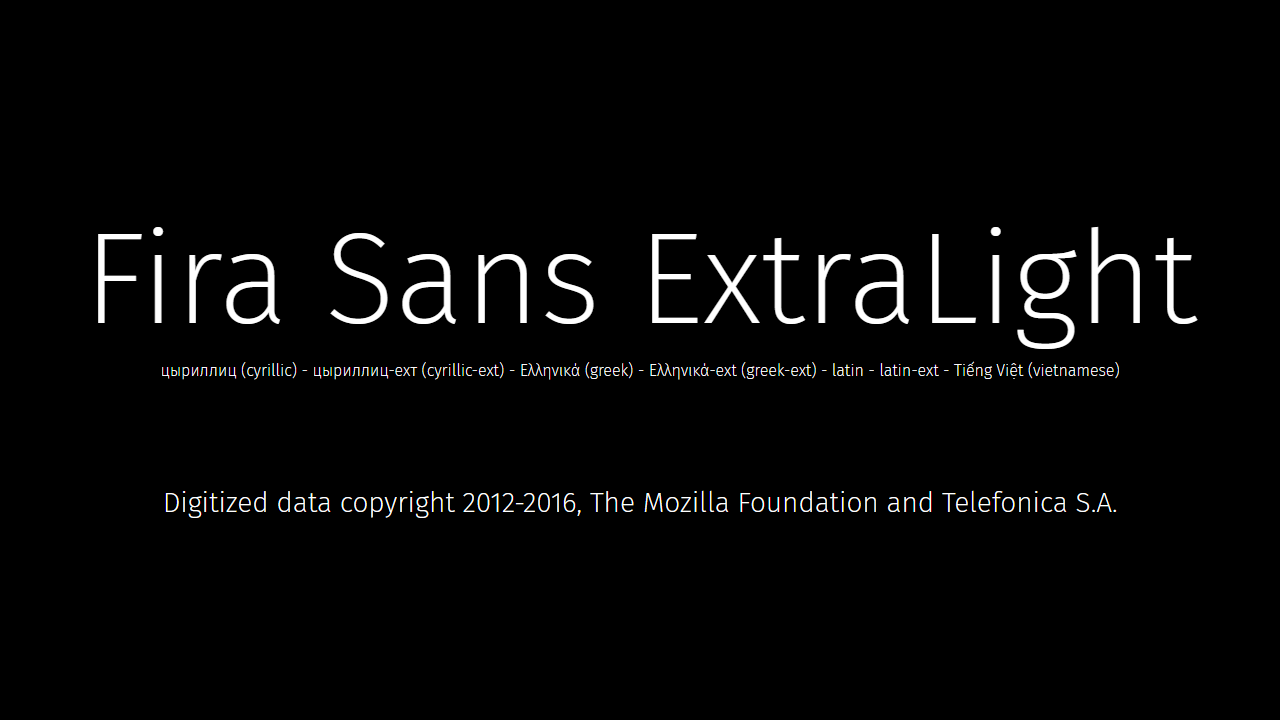 Fira Sans ExtraLight
цыриллиц (cyrillic) - цыриллиц-ехт (cyrillic-ext) - Ελληνικά (greek) - Ελληνικά-ext (greek-ext) - latin - latin-ext - Tiếng Việt (vietnamese)
Digitized data copyright 2012-2016, The Mozilla Foundation and Telefonica S.A.